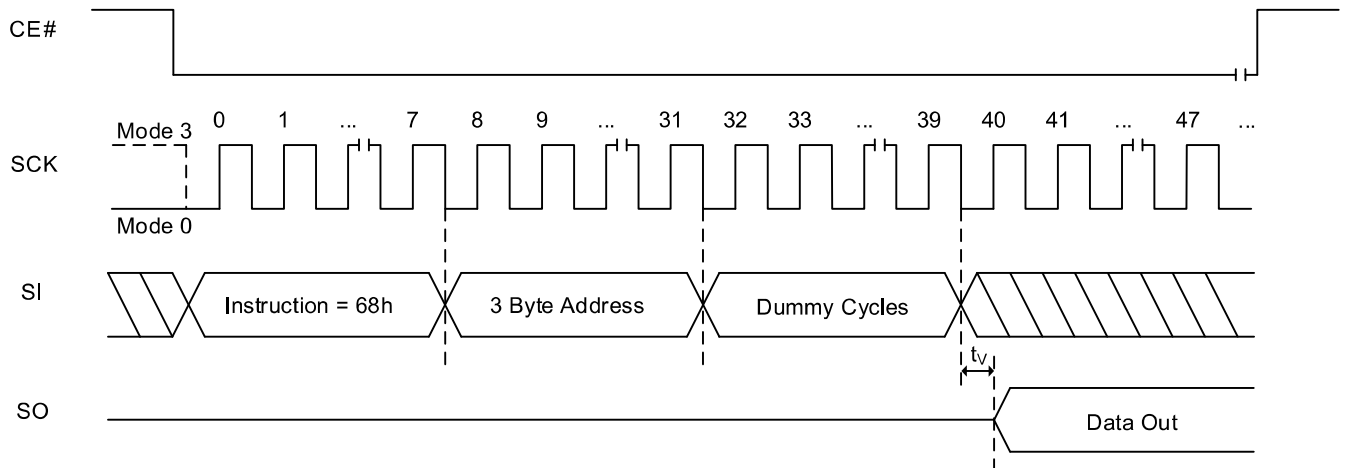 CE#
0 1 ... 7 8 9 ... 31 32 33 ... 39 40 41 ... 47 ...
Mode 3
SCK
Mode 0
SI
Instruction = 68h 3 Byte Address Dummy Cycles
tV
SO
Data Out